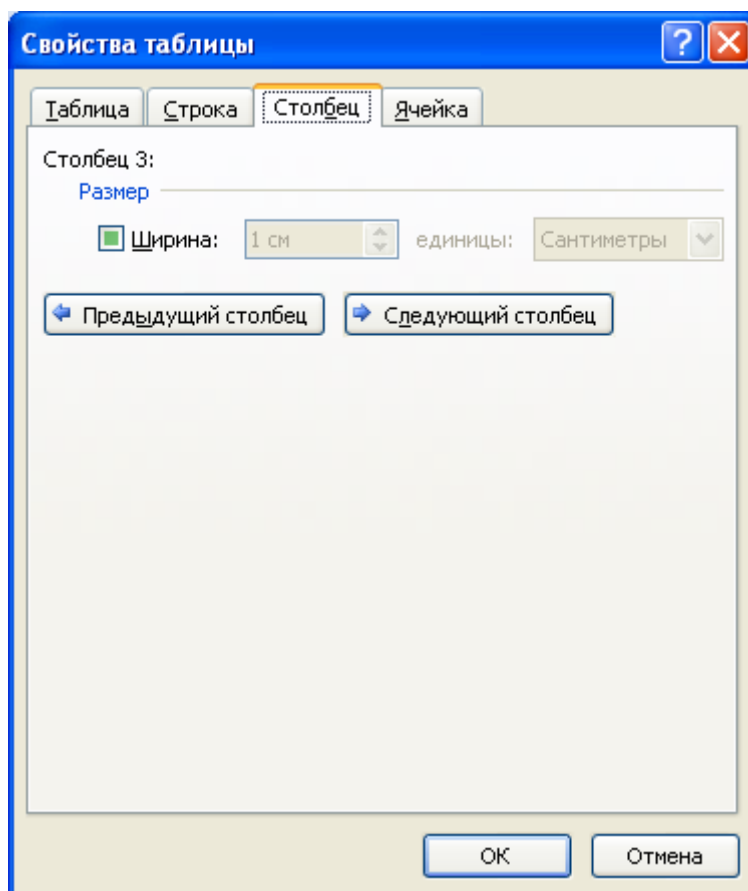 Свойства таблицы
Таблица Строка Столбец Ячейка
Столбец 3:
Размер
Ширина: 1 см единицы: Сантиметры
Предыдущий столбец Следующий столбец
ОК Отмена